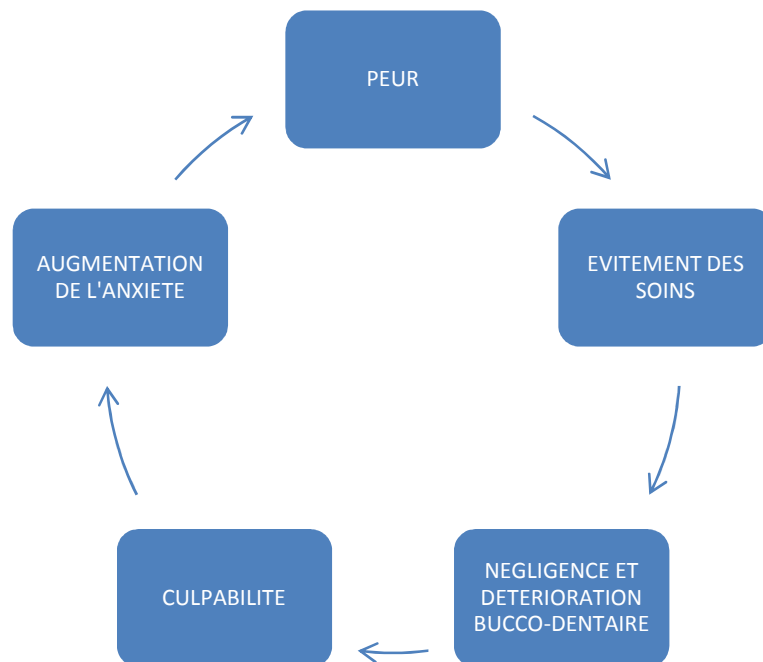 PEUR
EVITEMENT DES
SOINS
NEGLIGENCE ET
DETERIORATION
BUCCO-DENTAIRE
CULPABILITE
AUGMENTATION
DE L'ANXIETE